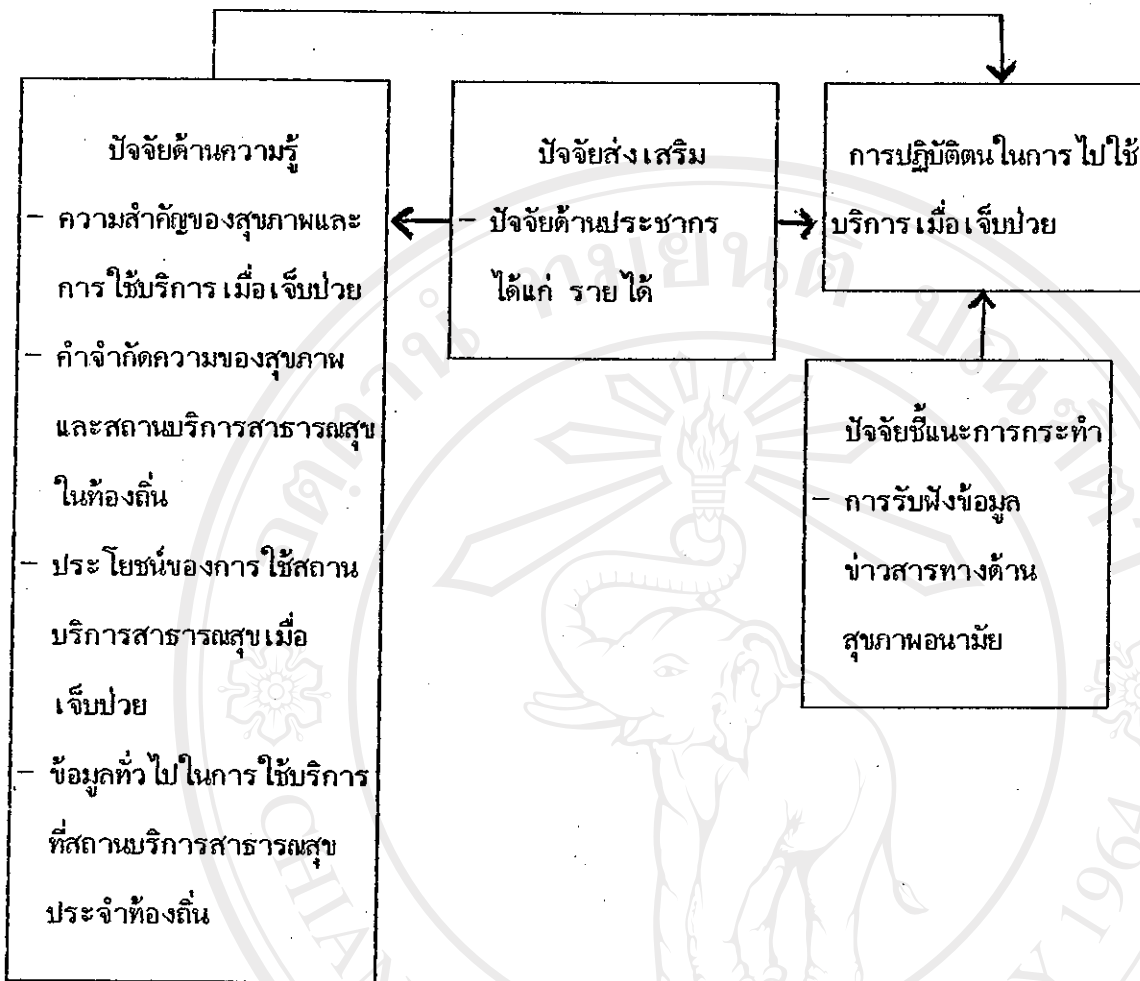 ปัจจัยด้านความรู้
- ความสำคัญของสุขภาพและ
การใช้บริการเมื่อเจ็บป่วย
- คำจำกัดความของสุขภาพ
และสถานบริการสาธารณสุข
ในท้องถิ่น
- ประโยชน์ของการใช้สถาน
บริการสาธารณสุขเมื่อ
เจ็บป่วย
- ข้อมูลทั่วไปในการใช้บริการ
ที่สถานบริการสาธารณสุข
ประจำท้องถิ่น
ปัจจัยส่งเสริม
- ปัจจัยด้านประชากร
ได้แก่ รายได้
การปฏิบัติตนในการไปใช้
บริการเมื่อเจ็บป่วย
ปัจจัยชี้แนะการกระทำ
- การรับฟังข้อมูล
ข่าวสารทางด้าน
สุขภาพอนามัย
1964